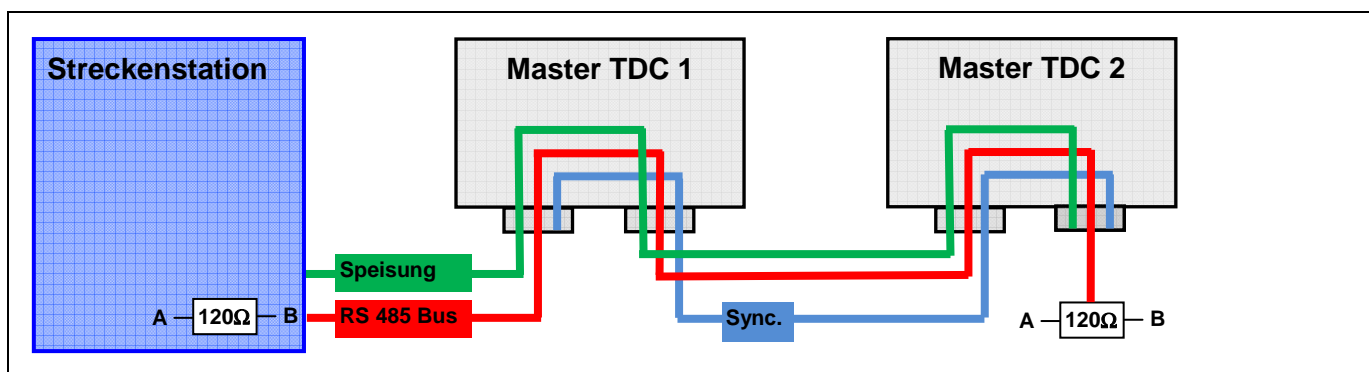 Streckenstation
Master TDC 1
Master TDC 2
Speisung
A 120Ω B
RS 485 Bus
Sync.
A 120Ω B